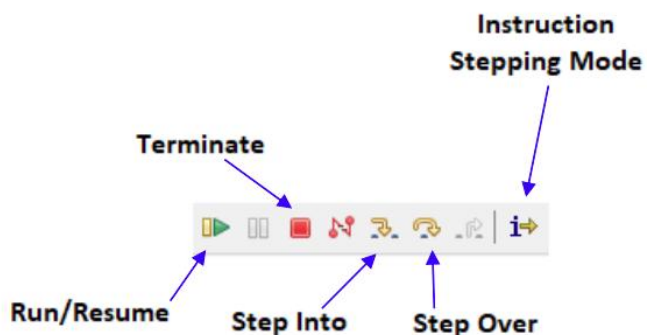 Instruction
Stepping Mode
Terminate
i
Run/Resume
Step Into
Step Over